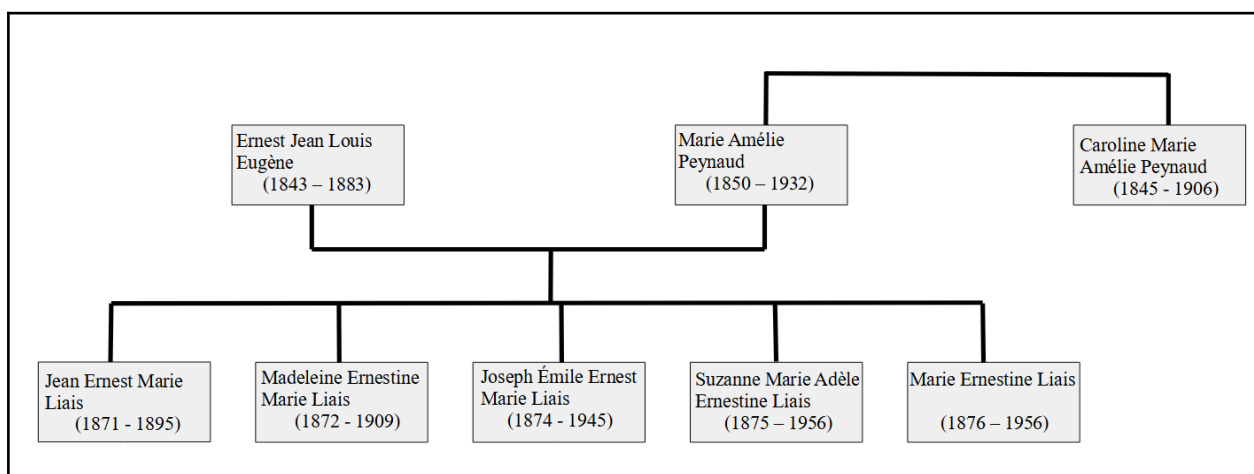 Ernest Jean Louis
Eugène
(1843 – 1883)
Marie Amélie
Peynaud
(1850 – 1932)
Caroline Marie
Amélie Peynaud
(1845 - 1906)
Jean Ernest Marie
Liais
(1871 - 1895)
Madeleine Ernestine
Marie Liais
(1872 - 1909)
Joseph Émile Ernest
Marie Liais
(1874 - 1945)
Suzanne Marie Adèle
Ernestine Liais
(1875 – 1956)
Marie Ernestine Liais
(1876 – 1956)